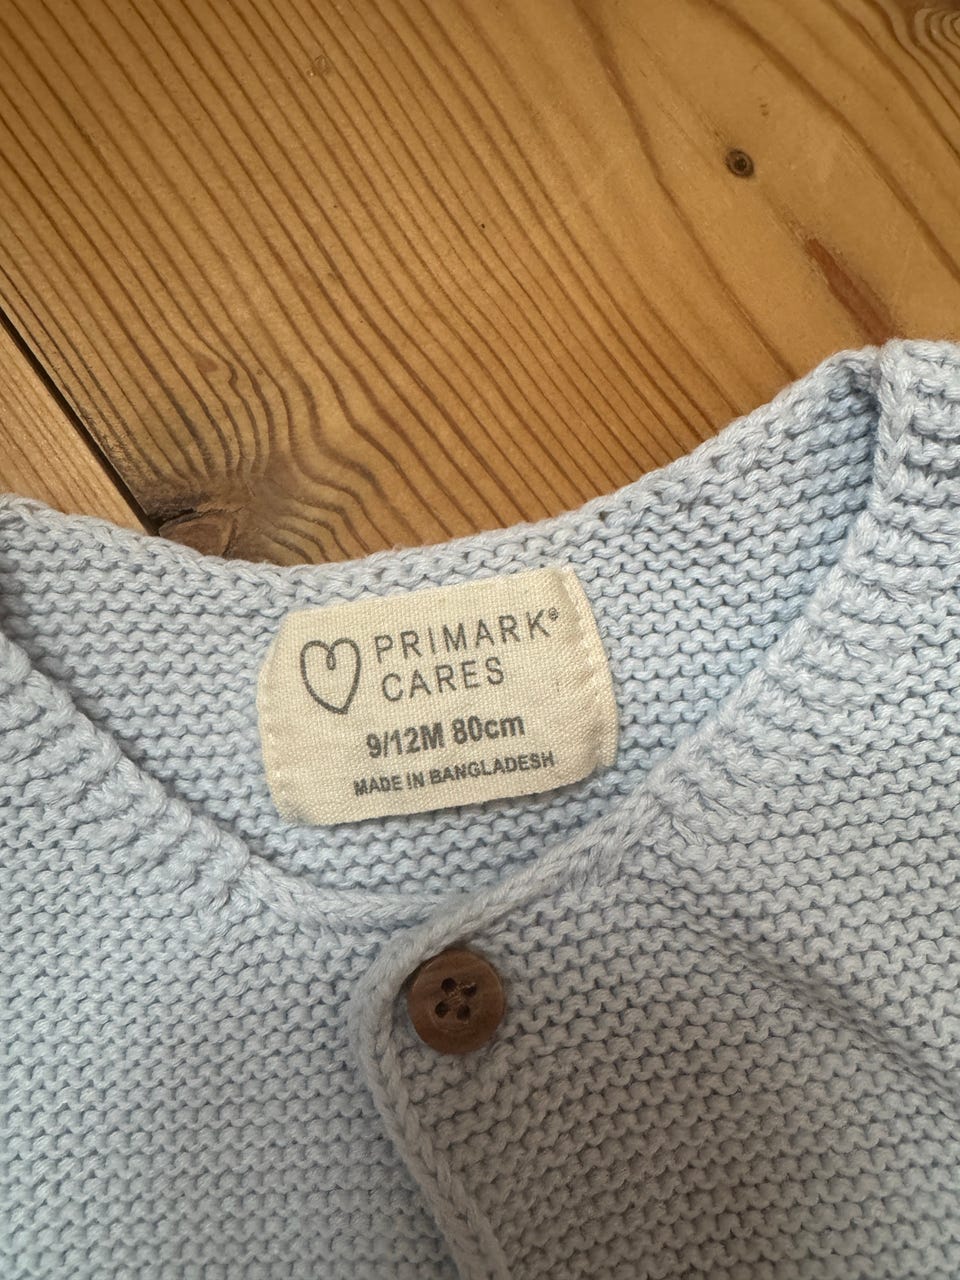 PRIMARK®
CARES
9/12M 80cm
MADE IN BANGLADESH